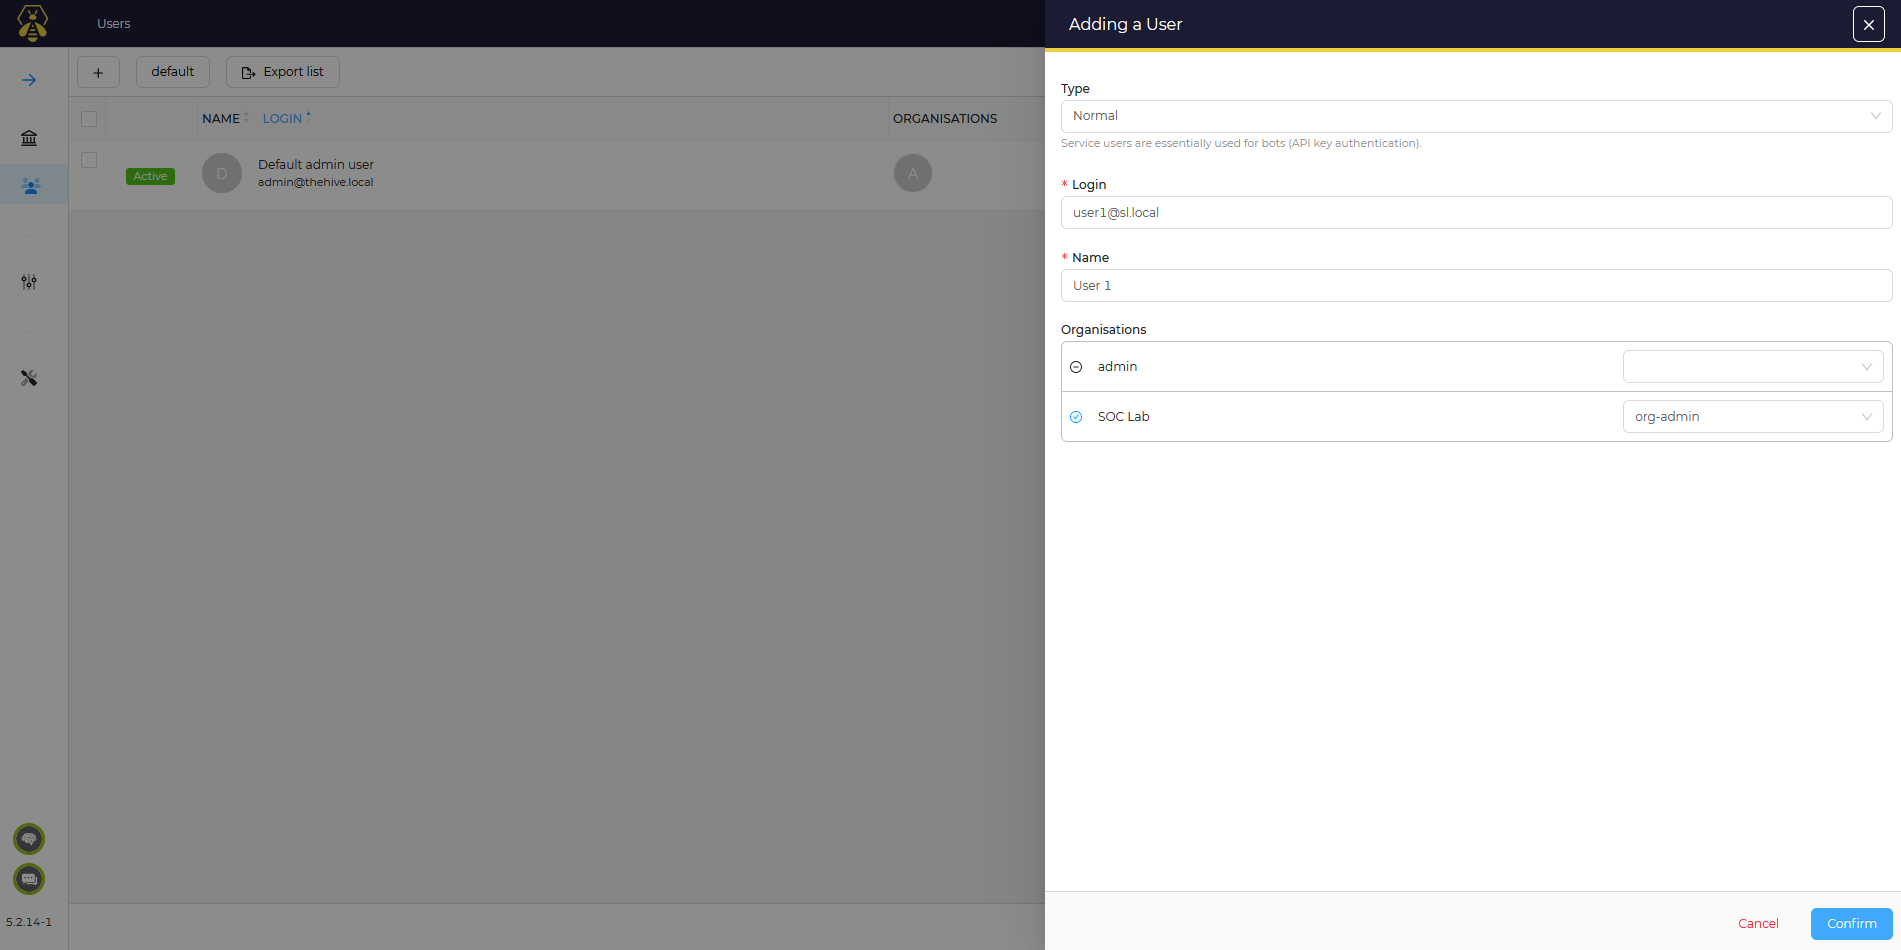 Users
default
Export list
NAME LOGIN ORGANISATIONS
Active
D
Default admin user
admin@thehive.local
A
5.2.14-1
Adding a User
Type
Normal
Service users are essentially used for bots (API key authentication).
* Login
user1@sl.local
* Name
User 1
Organisations
admin
SOC Lab
org-admin
Cancel
Confirm